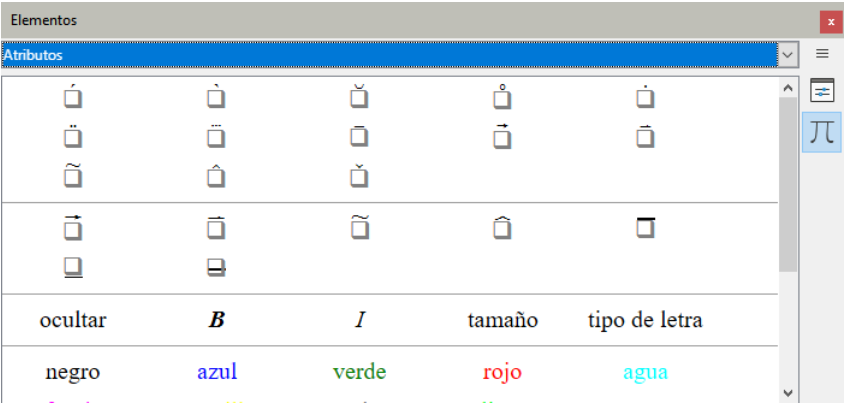 Elementos
Atributos
ocultar B I tamaño tipo de letra
negro azul verde rojo agua